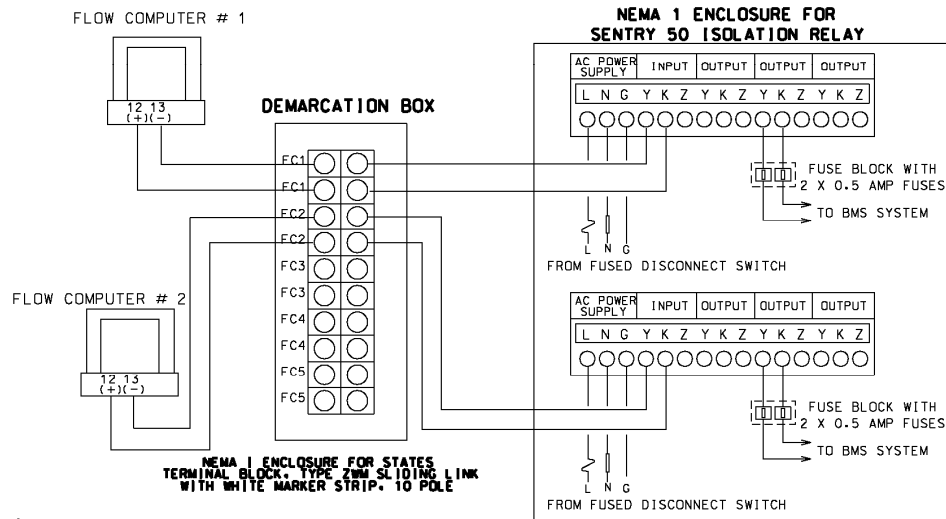 FLOW COMPUTER # 1
12 13
(+)(-)
DEMARCATION BOX
FC1
FC1
FC2
FC2
FC3
FC3
FC4
FC4
FC5
FC5
NEMA 1 ENCLOSURE FOR STATES
TERMINAL BLOCK, TYPE ZWM SLIDING LINK
WITH WHITE MARKER STRIP. 10 POLE
FLOW COMPUTER # 2
12 13
(+)(-)
NEMA 1 ENCLOSURE FOR
SENTRY 50 ISOLATION RELAY
AC POWER
SUPPLY INPUT OUTPUT OUTPUT OUTPUT
L N G Y K Z Y K Z Y K Z Y K Z
FUSE BLOCK WITH
2 X 0.5 AMP FUSES
TO BMS SYSTEM
L N G
FROM FUSED DISCONNECT SWITCH
AC POWER
SUPPLY INPUT OUTPUT OUTPUT OUTPUT
L N G Y K Z Y K Z Y K Z Y K Z
FUSE BLOCK WITH
2 X 0.5 AMP FUSES
TO BMS SYSTEM
L N G
FROM FUSED DISCONNECT SWITCH